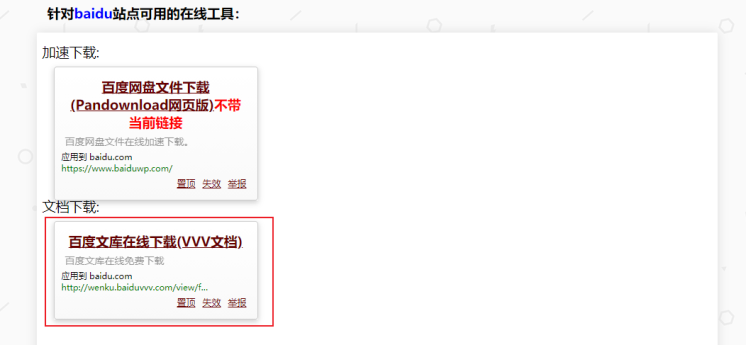 针对baidu站点可用的在线工具：
加速下载:
百度网盘文件下载
(Pandownload网页版)不带
当前链接
百度网盘文件在线加速下载。
应用到 baidu.com
https://www.baiduwp.com/
置顶 失效 举报
文档下载:
百度文库在线下载(VVV文档)
百度文库在线免费下载
应用到 baidu.com
http://wenku.baiduvvv.com/view/f...
置顶 失效 举报